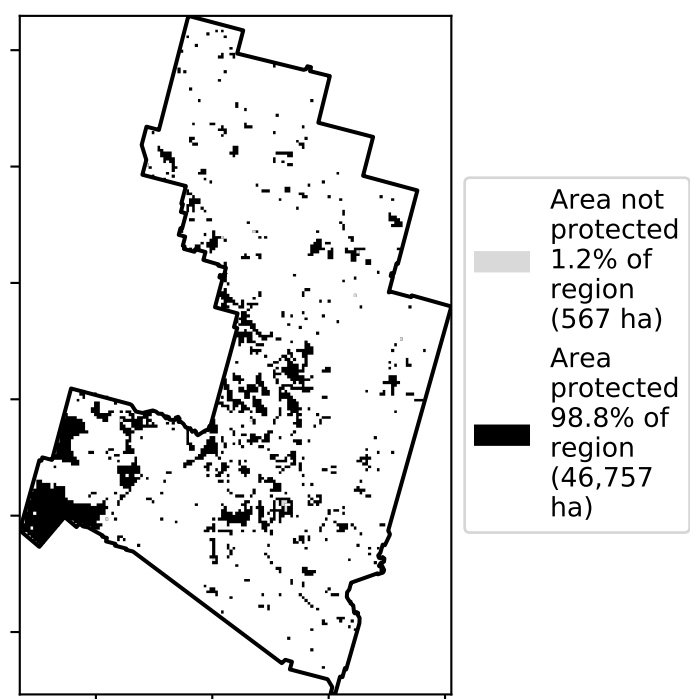 Area not
protected
1.2% of
region
(567 ha)
Area
protected
98.8% of
region
(46,757
ha)